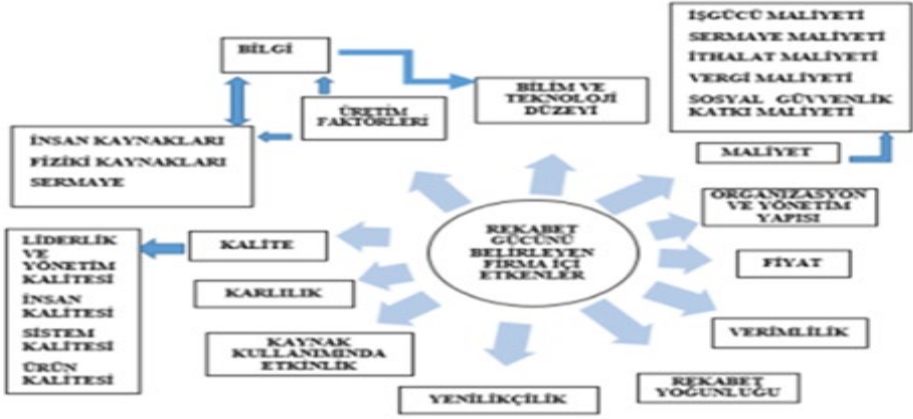 BİLGİ
ÜRETİM
FAKTÖRLERİ
İNSAN KAYNAKLARI
FİZİKİ KAYNAKLARI
SERMAYE
BİLİM VE
TEKNOLOJİ
DÜZEYİ
İŞGÜCÜ MALİYETİ
SERMAYE MALİYETİ
İTHALAT MALİYETİ
VERGİ MALİYETİ
SOSYAL GÜVVENLİK
KATKI MALİYETİ
MALİYET
ORGANIZASYON
VE YÖNETİM
YAPISI
FİYAT
VERİMLİLİK
REKABET
YOĞUNLUĞU
YENİLİKÇİLİK
KAYNAK
KULLANIMINDA
ETKİNLİK
KARLILIK
KALİTE
LİDERLİK
VE
YÖNETİM
KALİTESİ
İNSAN
KALİTESİ
SİSTEM
KALİTESİ
ÜRÜN
KALİTESİ
REKABET
GÜCÜNÜ
BELİRLEYEN
FİRMA İÇİ
ETKENLER